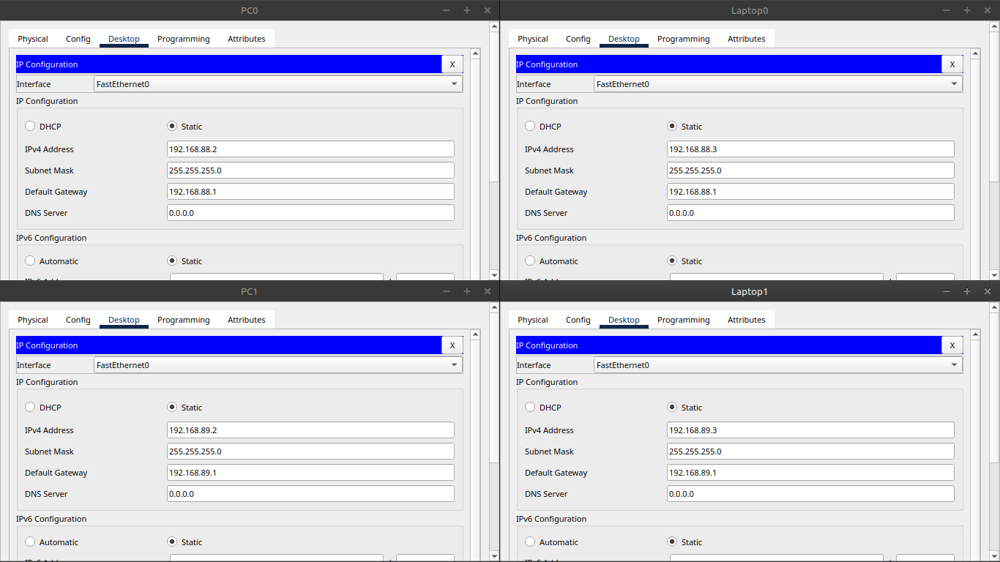 PC0
Physical Config Desktop Programming Attributes
IP Configuration X
Interface FastEthernet0
IP Configuration
DHCP Static
IPv4 Address 192.168.88.2
Subnet Mask 255.255.255.0
Default Gateway 192.168.88.1
DNS Server 0.0.0.0
IPv6 Configuration
Automatic Static
Laptop0
Physical Config Desktop Programming Attributes
IP Configuration X
Interface FastEthernet0
IP Configuration
DHCP Static
IPv4 Address 192.168.88.3
Subnet Mask 255.255.255.0
Default Gateway 192.168.88.1
DNS Server 0.0.0.0
IPv6 Configuration
Automatic Static
PC1
Physical Config Desktop Programming Attributes
IP Configuration X
Interface FastEthernet0
IP Configuration
DHCP Static
IPv4 Address 192.168.89.2
Subnet Mask 255.255.255.0
Default Gateway 192.168.89.1
DNS Server 0.0.0.0
IPv6 Configuration
Automatic Static
Laptop1
Physical Config Desktop Programming Attributes
IP Configuration X
Interface FastEthernet0
IP Configuration
DHCP Static
IPv4 Address 192.168.89.3
Subnet Mask 255.255.255.0
Default Gateway 192.168.89.1
DNS Server 0.0.0.0
IPv6 Configuration
Automatic Static